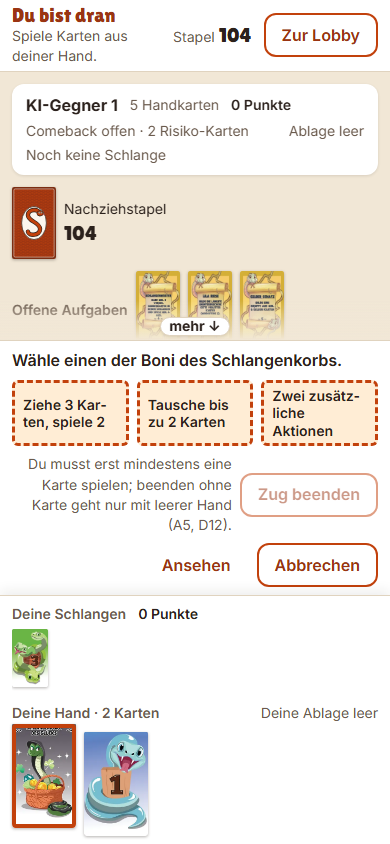 Du bist dran
Spiele Karten aus
deiner Hand.
Stapel 104
Zur Lobby
KI-Gegner 1 5 Handkarten 0 Punkte
Comeback offen · 2 Risiko-Karten Ablage leer
Noch keine Schlange
S
Nachziehstapel
104
Offene Aufgaben
mehr ↓
Wähle einen der Boni des Schlangenkorbs.
Ziehe 3 Kar-
ten, spiele 2
Tausche bis
zu 2 Karten
Zwei zusätz-
liche
Aktionen
Du musst erst mindestens eine
Karte spielen; beenden ohne
Karte geht nur mit leerer Hand
(A5, D12).
Zug beenden
Ansehen
Abbrechen
Deine Schlangen 0 Punkte
Deine Hand · 2 Karten Deine Ablage leer
1